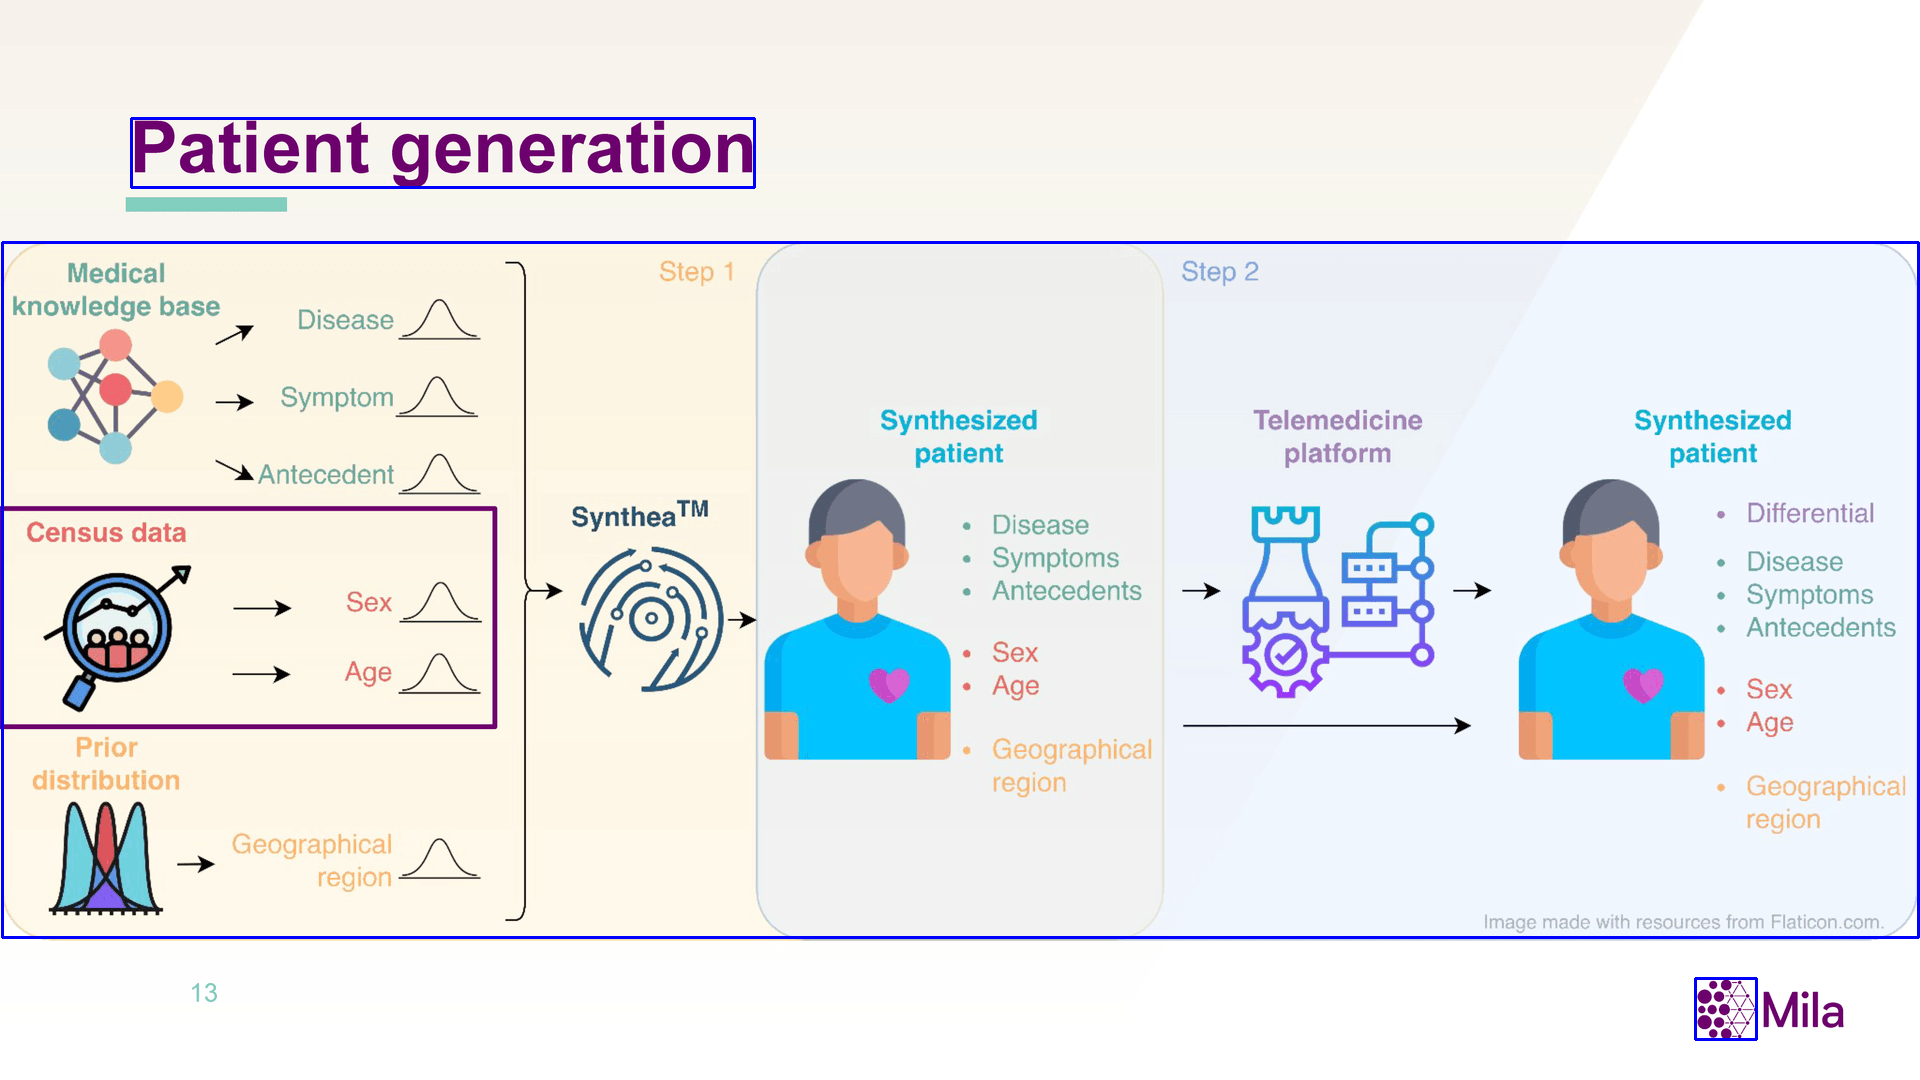 Patient generation
Step 1
Step 2
Medical
knowledge base
Disease
Symptom
Antecedent
Census data
Sex
Age
Prior
distribution
Geographical
region
Synthea™
Synthesized
patient
• Disease
• Symptoms
• Antecedents
• Sex
• Age
• Geographical
region
Telemedicine
platform
Synthesized
patient
• Differential
• Disease
• Symptoms
• Antecedents
• Sex
• Age
• Geographical
region
Image made with resources from Flaticon.com.
13
Mila